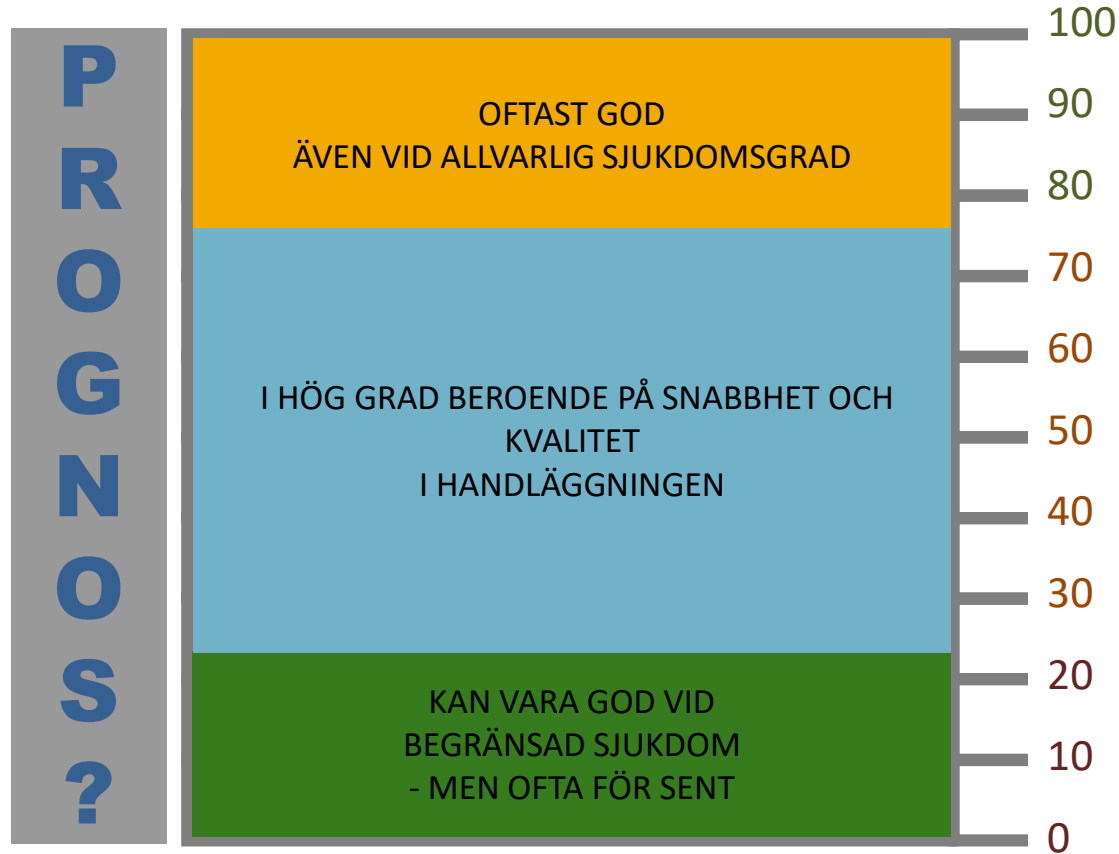 PROGNOS?
OFTAST GOD
ÄVEN VID ALLVARLIG SJUKDOMSGRAD
I HÖG GRAD BEROENDE PÅ SNABBHET OCH
KVALITET
I HANDLÄGGNINGEN
KAN VARA GOD VID
BEGRÄNSAD SJUKDOM
- MEN OFTA FÖR SENT
100
90
80
70
60
50
40
30
20
10
0